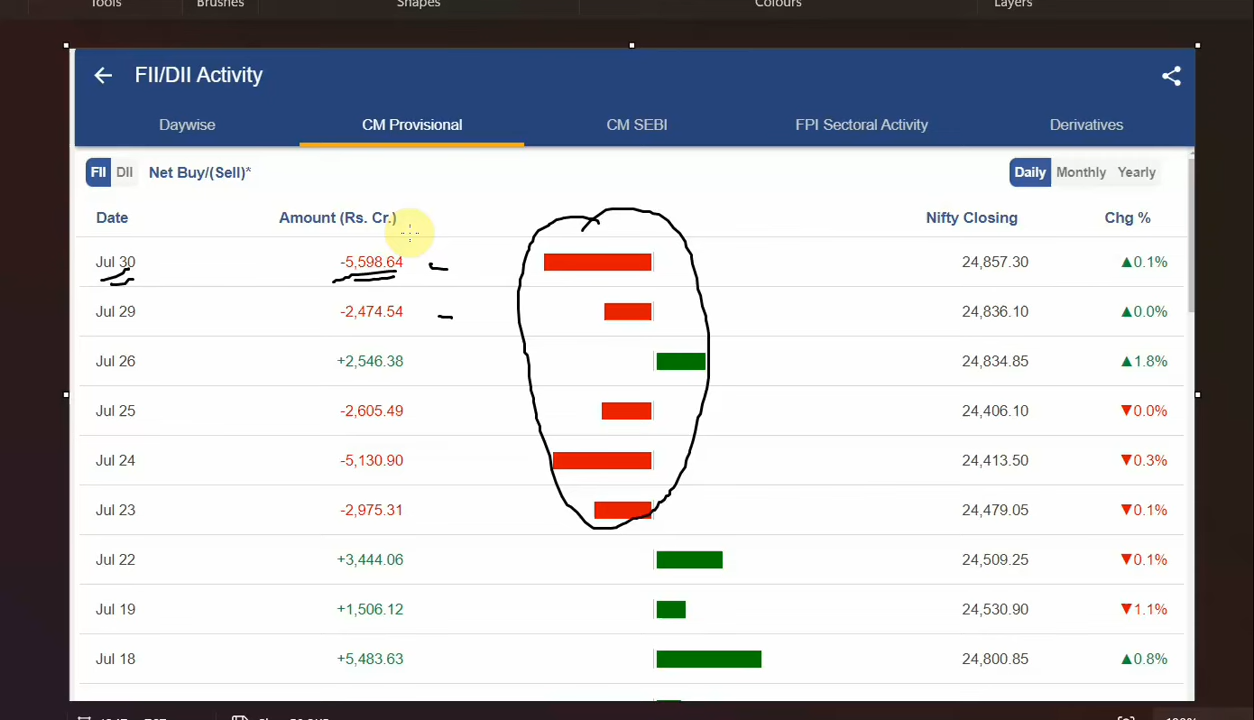 Tools Brushes Shapes Colours Layers
FII/DII Activity
Daywise CM Provisional CM SEBI FPI Sectoral Activity Derivatives
FII DII Net Buy/(Sell)* Daily Monthly Yearly
Date Amount (Rs. Cr.) Nifty Closing Chg %
Jul 30 -5,598.64 24,857.30 ▲0.1%
Jul 29 -2,474.54 24,836.10 ▲0.0%
Jul 26 +2,546.38 24,834.85 ▲1.8%
Jul 25 -2,605.49 24,406.10 ▼0.0%
Jul 24 -5,130.90 24,413.50 ▼0.3%
Jul 23 -2,975.31 24,479.05 ▼0.1%
Jul 22 +3,444.06 24,509.25 ▼0.1%
Jul 19 +1,506.12 24,530.90 ▼1.1%
Jul 18 +5,483.63 24,800.85 ▲0.8%